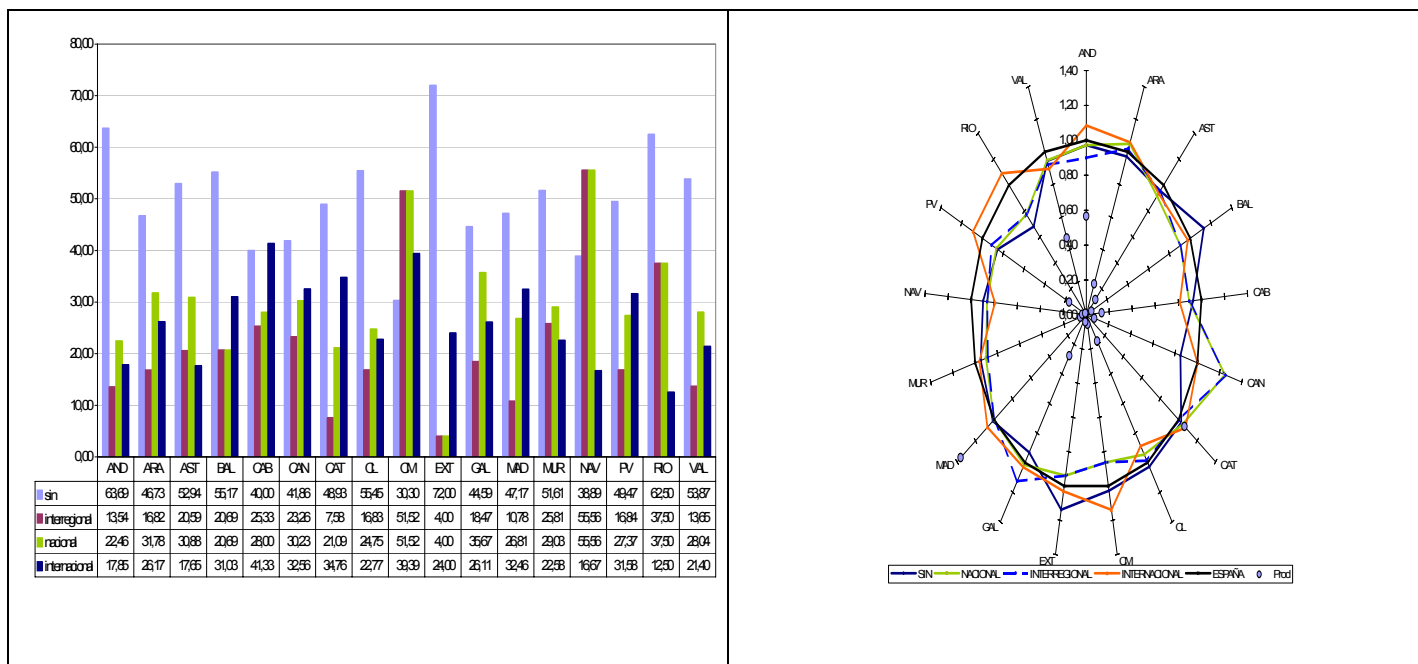 80,00
70,00
60,00
50,00
40,00
30,00
20,00
10,00
0,00
AND ARA AST BAL CAB CAN CAT CL CM EXT GAL MAD MUR NAV PV RIO VAL
sin 63,69 46,73 52,94 55,17 40,00 41,86 48,93 55,45 30,30 72,00 44,59 47,17 51,61 38,89 49,47 62,50 53,87
interregional 13,54 16,82 20,59 20,69 25,33 23,26 7,58 16,83 51,52 4,00 18,47 10,78 25,81 55,56 16,84 37,50 13,65
nacional 22,46 31,78 30,88 20,69 28,00 30,23 21,09 24,75 51,52 4,00 35,67 26,81 29,03 55,56 27,37 37,50 28,04
internacional 17,85 26,17 17,65 31,03 41,33 32,56 34,76 22,77 39,39 24,00 26,11 32,46 22,58 16,67 31,58 12,50 21,40
AND
ARA
AST
BAL
CAB
CAN
CAT
CL
CM
EXT
GAL
MAD
MUR
NAV
PV
RIO
VAL
1,40
1,20
1,00
0,80
0,60
0,40
0,20
0,00
SIN NACIONAL INTERREGIONAL INTERNACIONAL ESPAÑA Prod